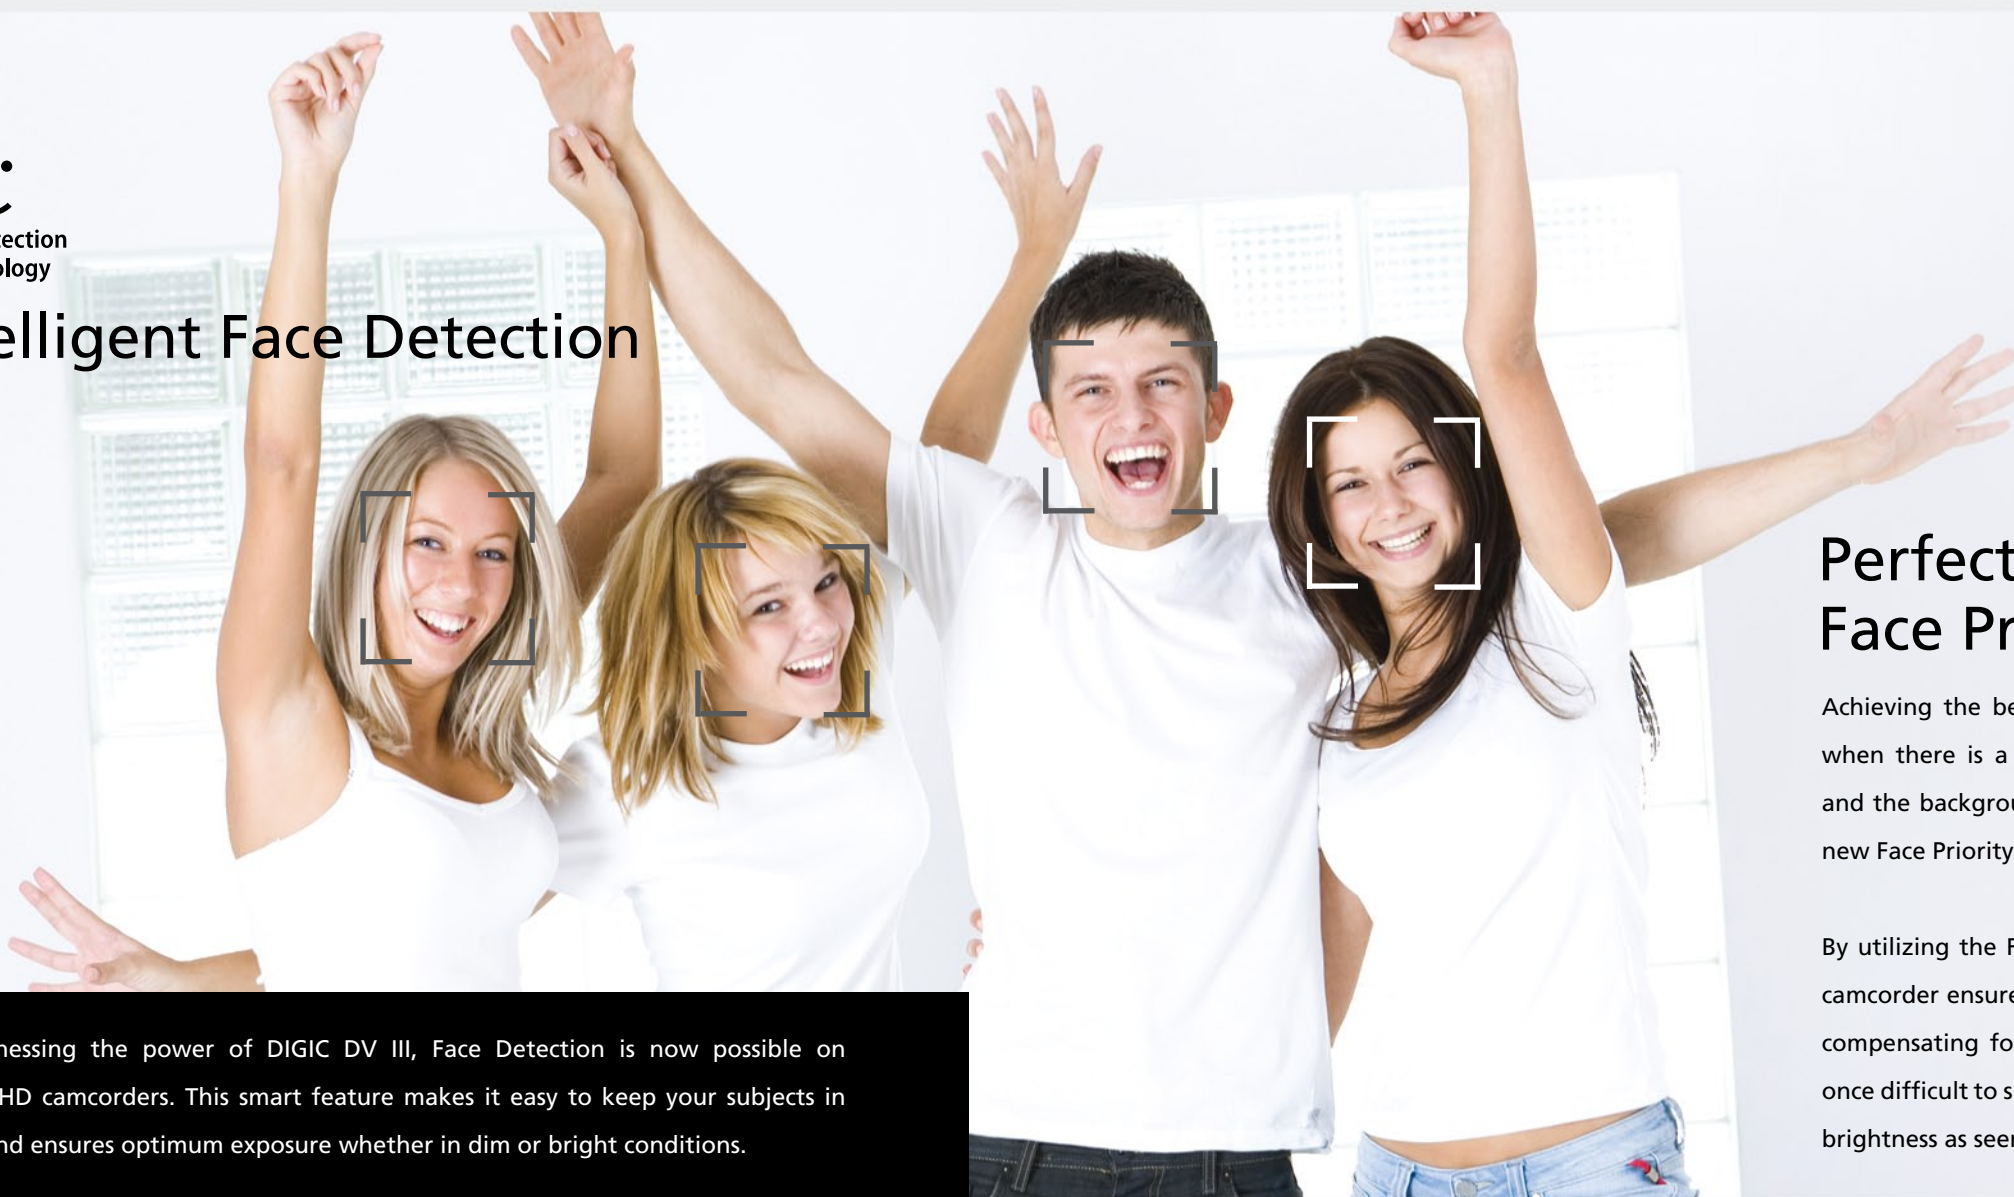 ection
ology
elligent Face Detection
Perfect
Face Pr
Achieving the be
when there is a
and the backgrou
new Face Priority
By utilizing the F
camcorder ensure
compensating fo
once difficult to s
brightness as seen
nessing the power of DIGIC DV III, Face Detection is now possible on
HD camcorders. This smart feature makes it easy to keep your subjects in
nd ensures optimum exposure whether in dim or bright conditions.